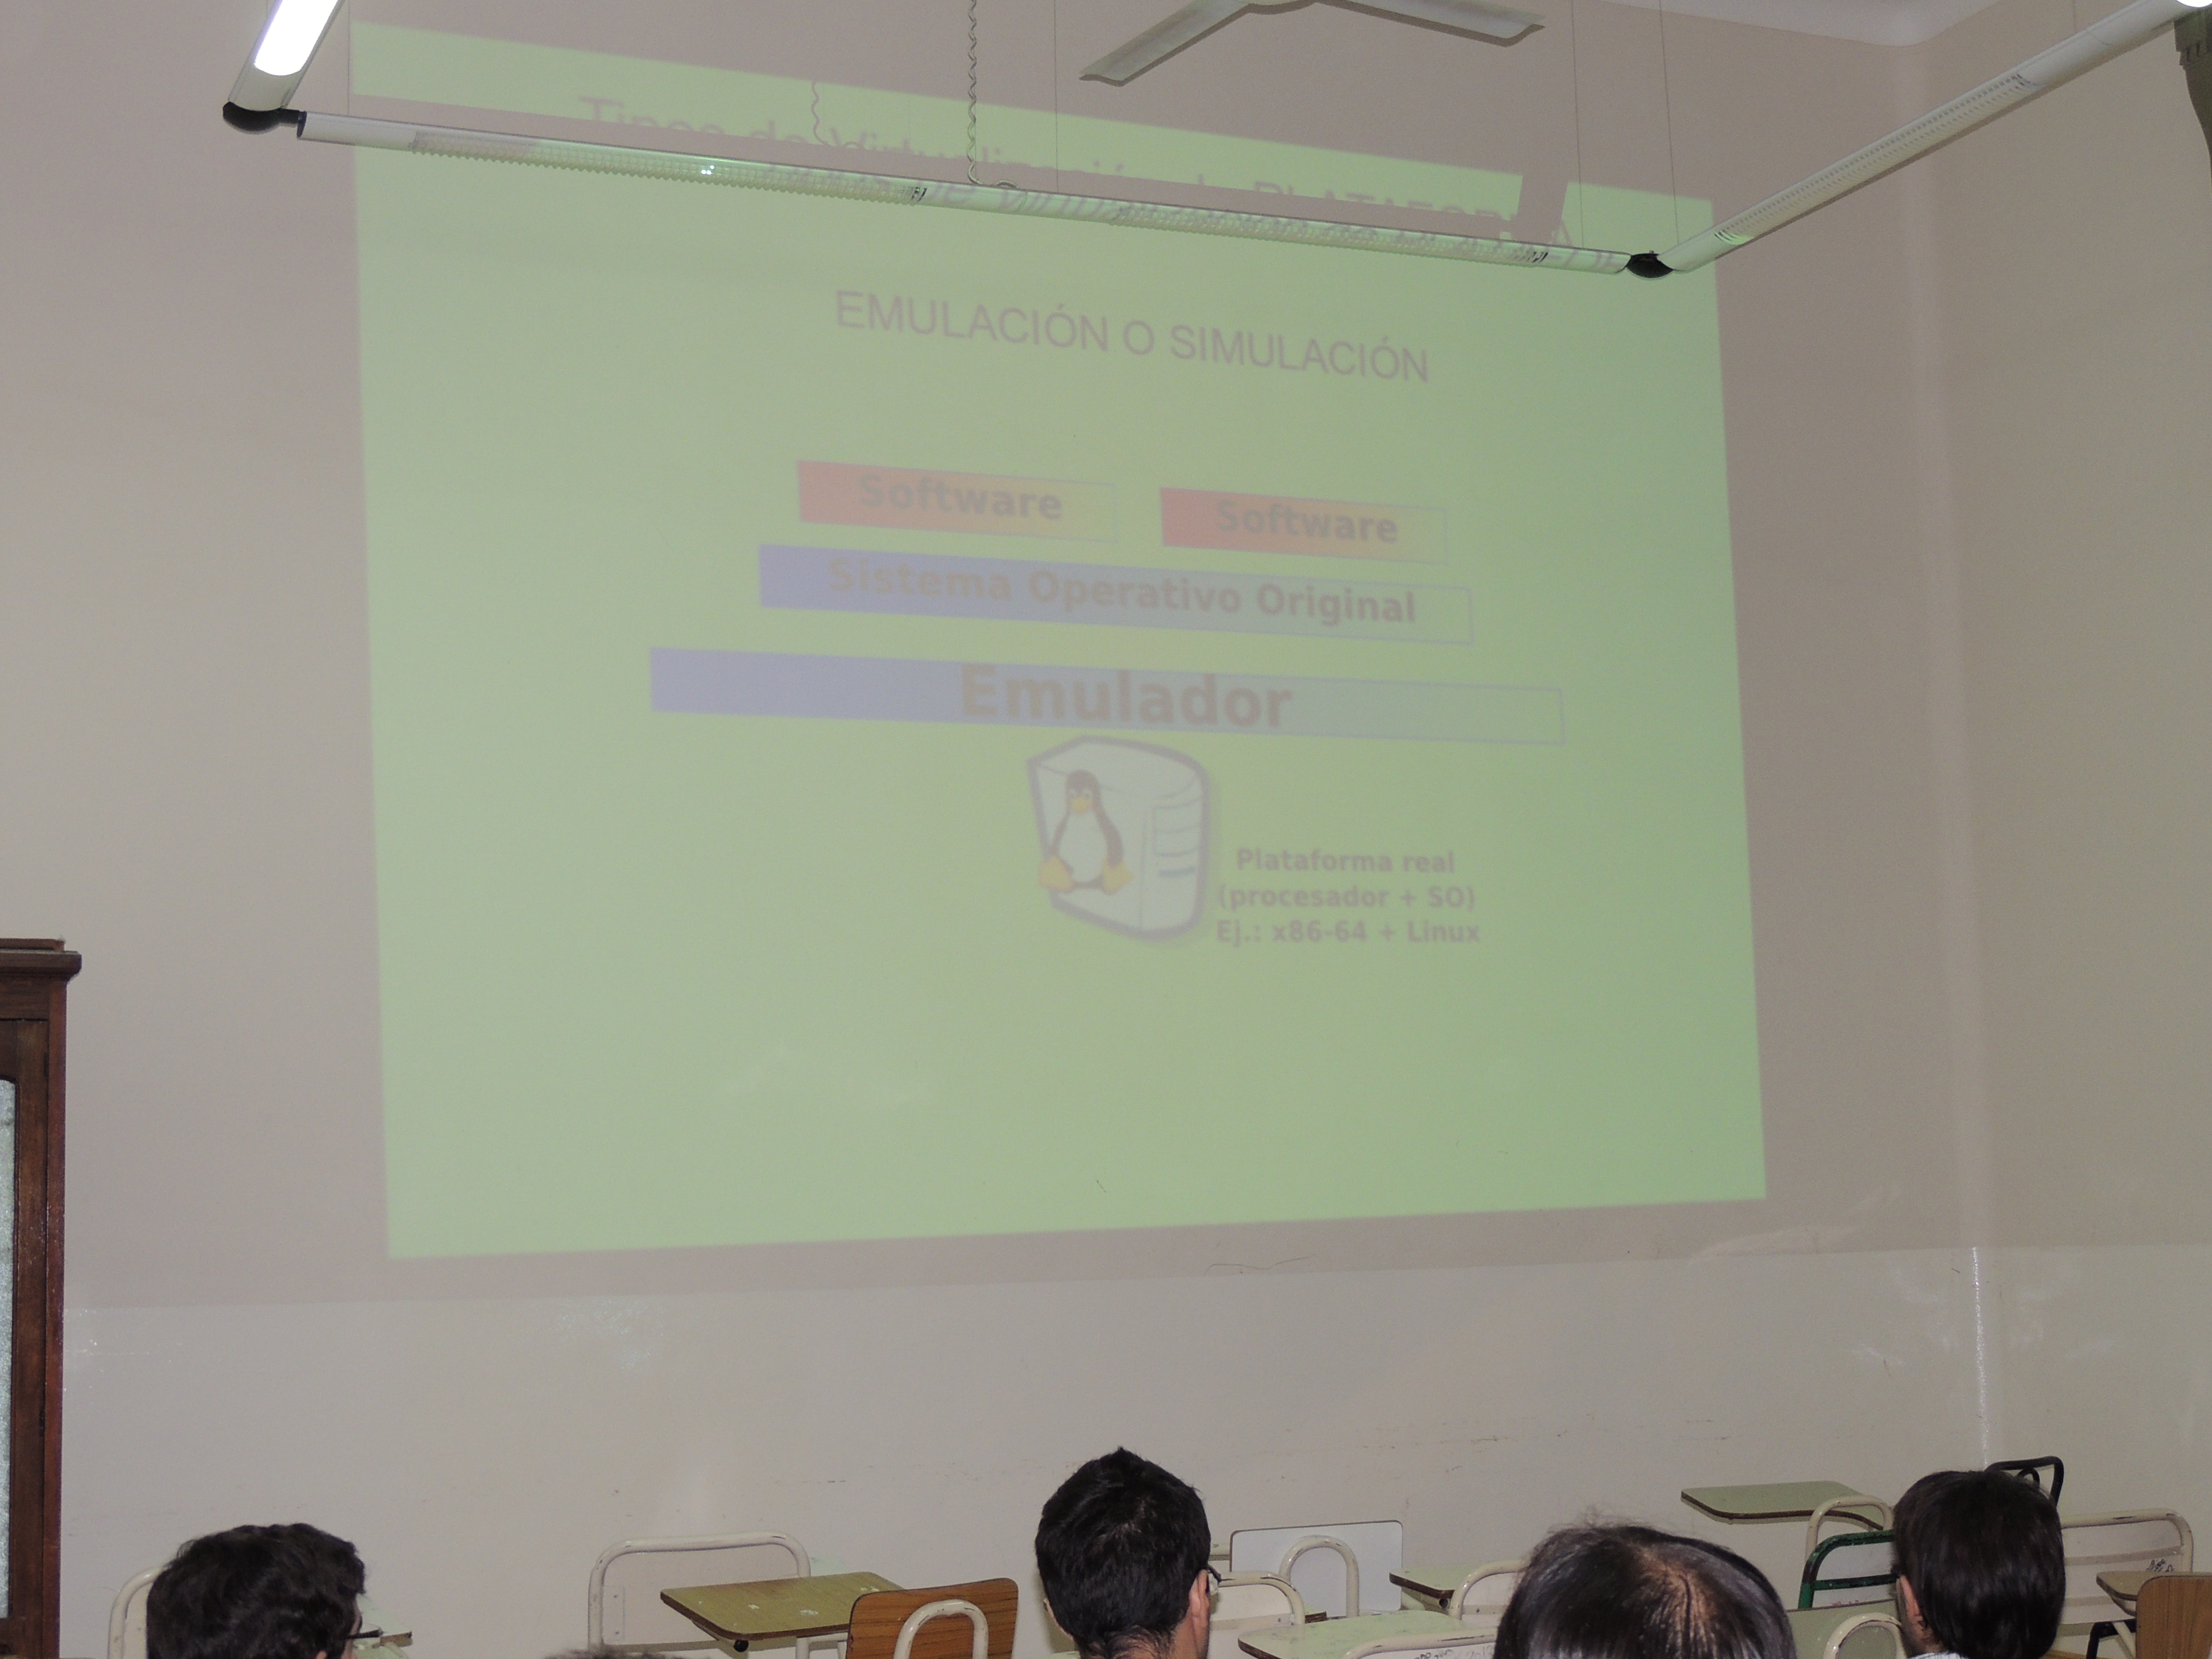 Tipos de Virtualización de PLATAFORMA
EMULACIÓN O SIMULACIÓN
Software Software
Sistema Operativo Original
Emulador
Plataforma real
(procesador + SO)
Ej.: x86-64 + Linux